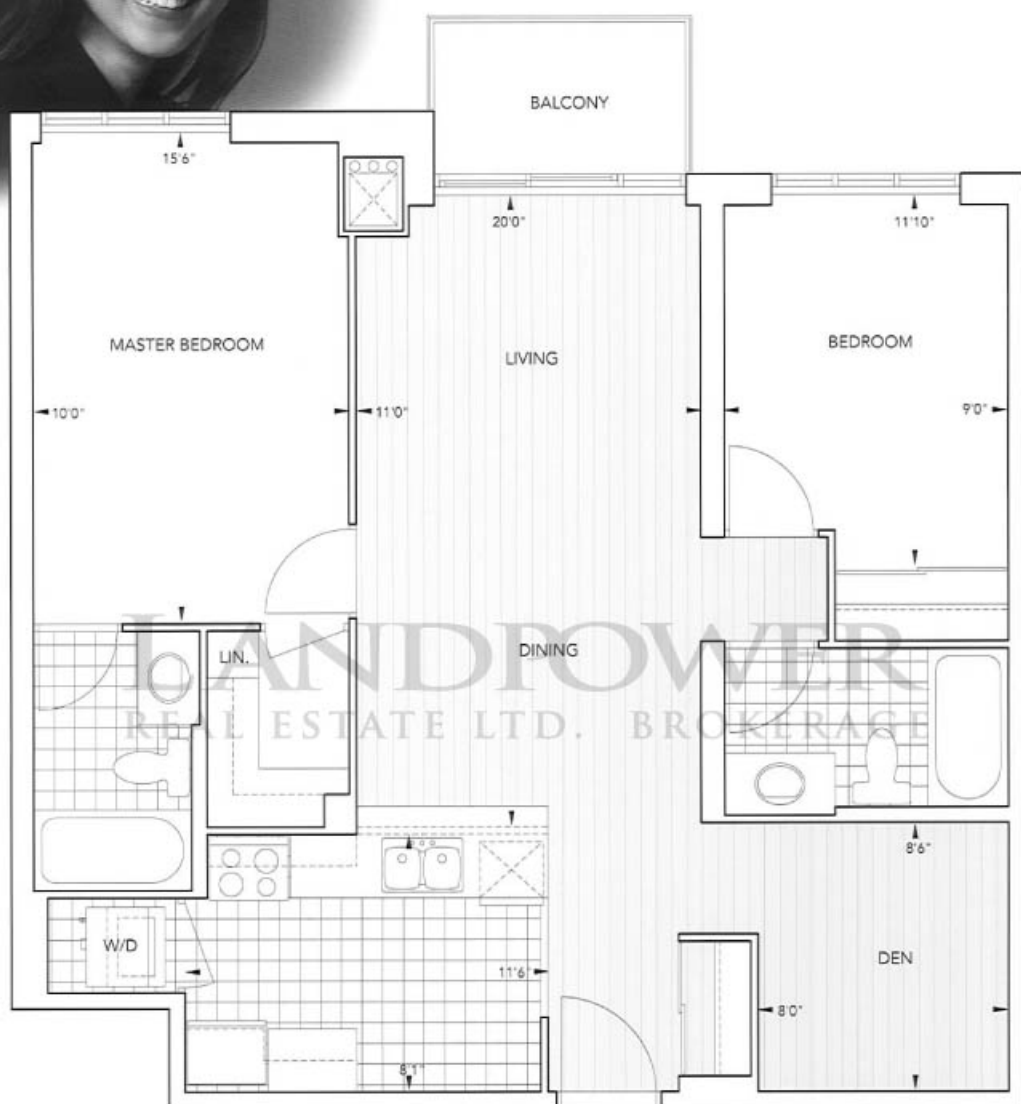 BALCONY
15'6"
20'0"
11'10"
MASTER BEDROOM
LIVING
BEDROOM
10'0"
11'0"
9'0"
LIN.
DINING
LANDPOWER
REAL ESTATE LTD. BROKERAGE
8'6"
W/D
11'6"
DEN
8'0"
8'1"